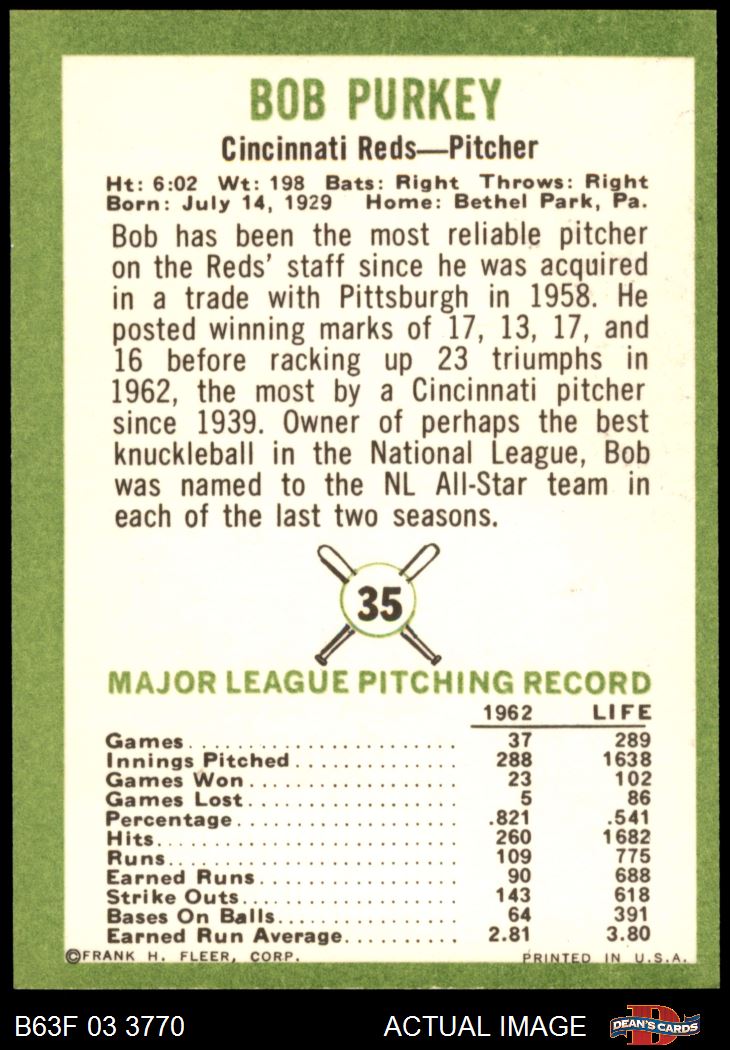 BOB PURKEY
Cincinnati Reds—Pitcher
Ht: 6:02 Wt: 198 Bats: Right Throws: Right
Born: July 14, 1929 Home: Bethel Park, Pa.
Bob has been the most reliable pitcher
on the Reds' staff since he was acquired
in a trade with Pittsburgh in 1958. He
posted winning marks of 17, 13, 17, and
16 before racking up 23 triumphs in
1962, the most by a Cincinnati pitcher
since 1939. Owner of perhaps the best
knuckleball in the National League, Bob
was named to the NL All-Star team in
each of the last two seasons.
35
MAJOR LEAGUE PITCHING RECORD
1962 LIFE
Games 37 289
Innings Pitched 288 1638
Games Won 23 102
Games Lost 5 86
Percentage .821 .541
Hits 260 1682
Runs 109 775
Earned Runs 90 688
Strike Outs 143 618
Bases On Balls 64 391
Earned Run Average 2.81 3.80
©FRANK H. FLEER, CORP. PRINTED IN U.S.A.
B63F 03 3770 ACTUAL IMAGE D DEAN'S CARDS